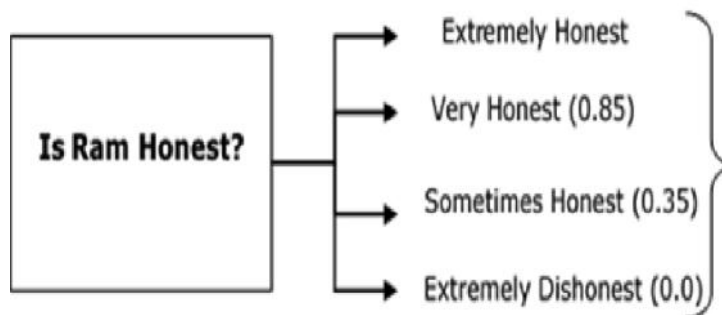 Is Ram Honest?
Extremely Honest
Very Honest (0.85)
Sometimes Honest (0.35)
Extremely Dishonest (0.0)